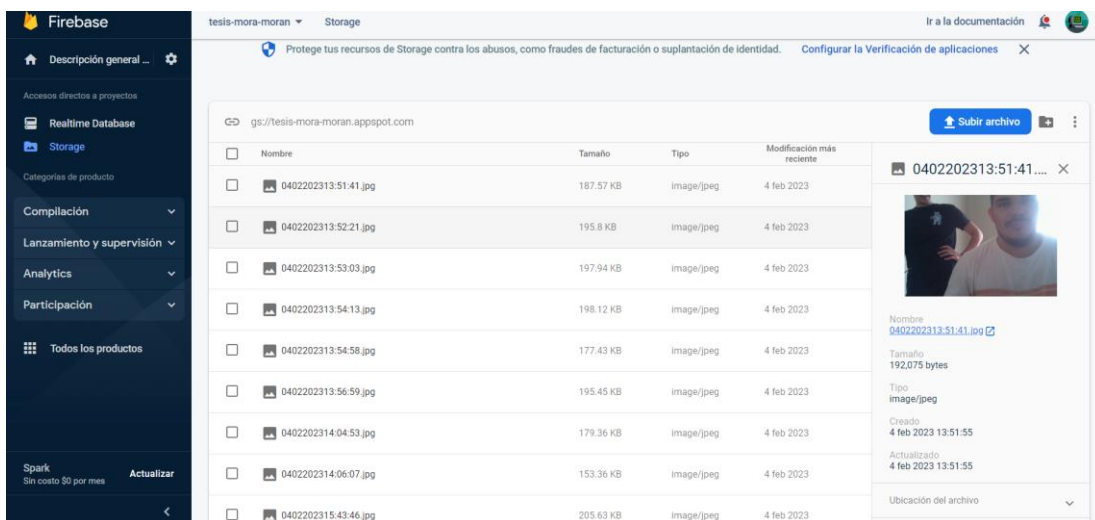 Firebase
tesis-mora-moran
Storage
Ir a la documentación
Protege tus recursos de Storage contra los abusos, como fraudes de facturación o suplantación de identidad. Configurar la Verificación de aplicaciones
Descripción general ...
Accesos directos a proyectos
Realtime Database
Storage
Categorías de producto
Compilación
Lanzamiento y supervisión
Analytics
Participación
Todos los productos
Spark
Sin costo $0 por mes
Actualizar
gs://tesis-mora-moran.appspot.com
Subir archivo
Nombre Tamaño Tipo Modificación más reciente
0402202313:51:41.jpg 187.57 KB image/jpeg 4 feb 2023
0402202313:52:21.jpg 195.8 KB image/jpeg 4 feb 2023
0402202313:53:03.jpg 197.94 KB image/jpeg 4 feb 2023
0402202313:54:13.jpg 198.12 KB image/jpeg 4 feb 2023
0402202313:54:58.jpg 177.43 KB image/jpeg 4 feb 2023
0402202313:56:59.jpg 195.45 KB image/jpeg 4 feb 2023
0402202314:04:53.jpg 179.36 KB image/jpeg 4 feb 2023
0402202314:06:07.jpg 153.36 KB image/jpeg 4 feb 2023
0402202315:43:46.jpg 205.63 KB image/jpeg 4 feb 2023
0402202313:51:41....
Nombre
0402202313:51:41.jpg
Tamaño
192,075 bytes
Tipo
image/jpeg
Creado
4 feb 2023 13:51:55
Actualizado
4 feb 2023 13:51:55
Ubicación del archivo